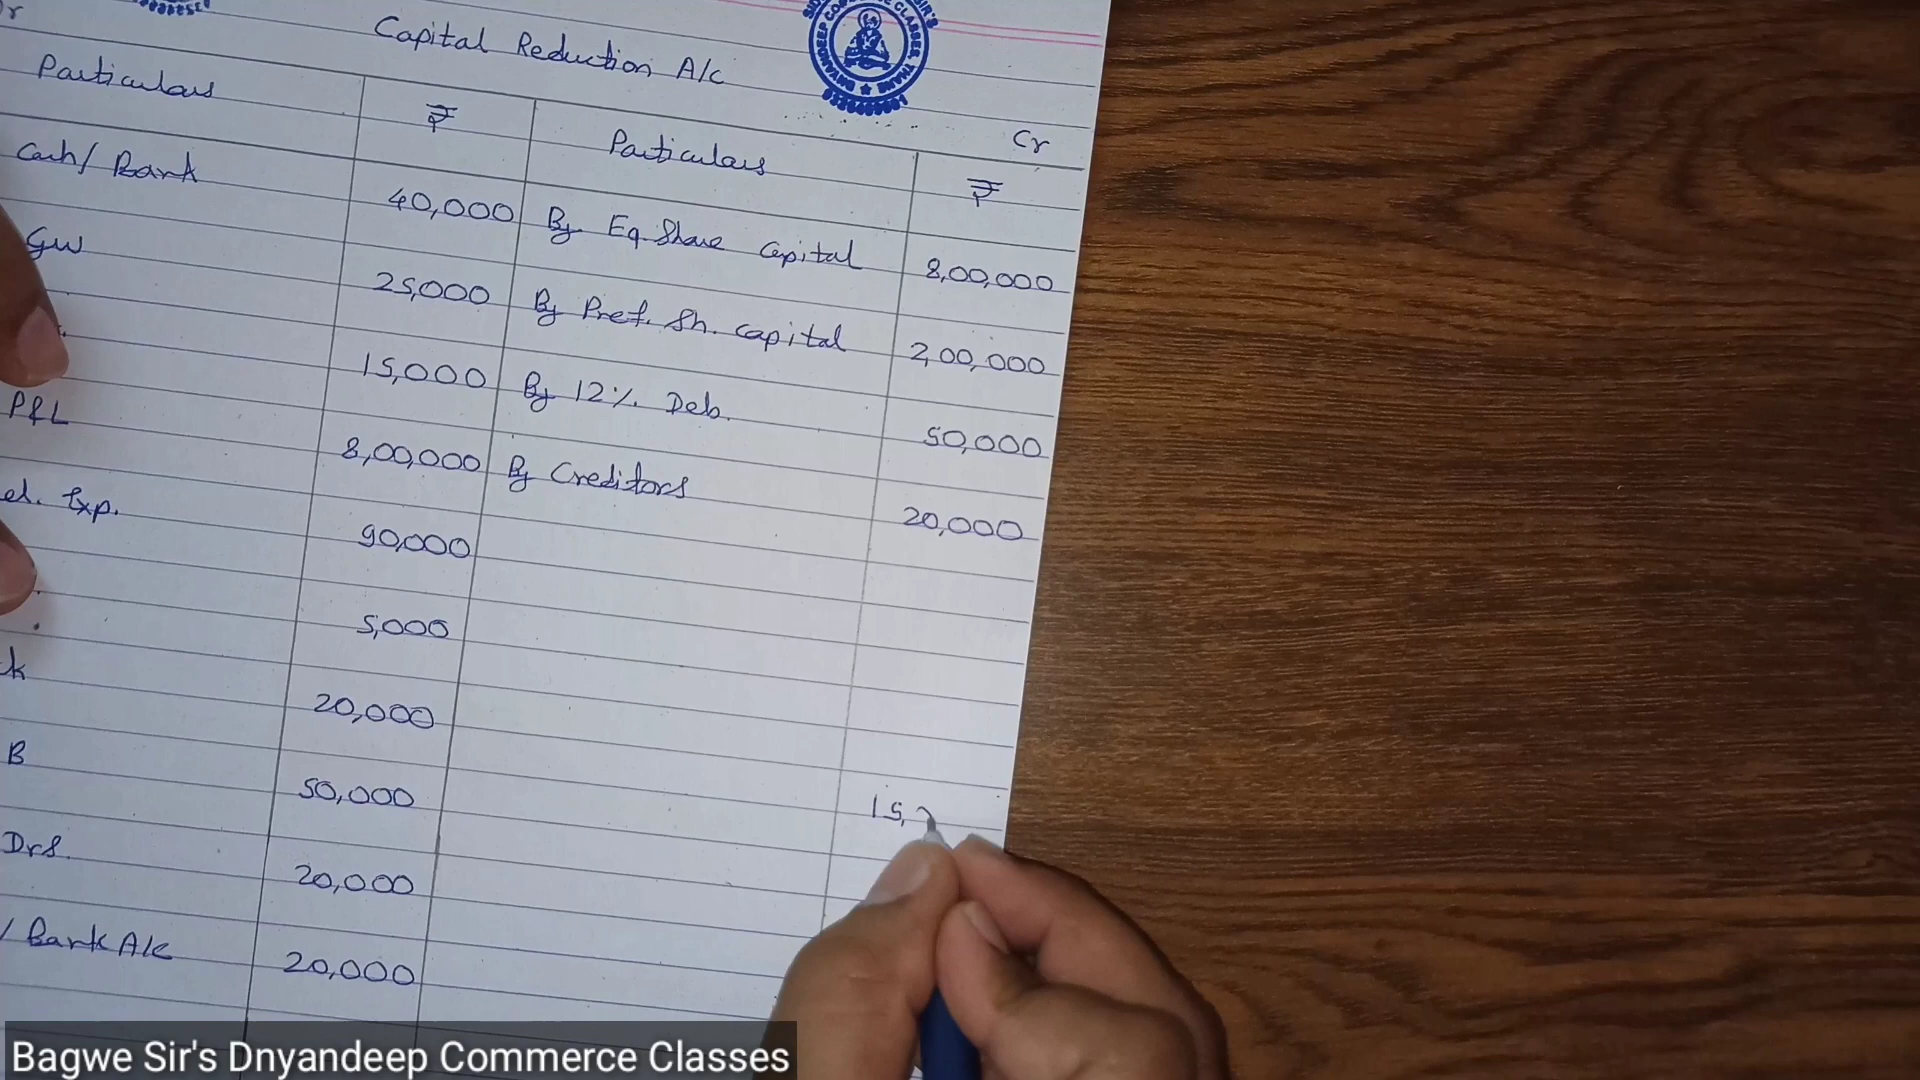 Capital Reduction A/c
Cr
Particulars ₹ Particulars ₹
Cash/ Bank 40,000 By Eq. Share Capital 8,00,000
GW 25,000 By Pref. Sh. capital 2,00,000
15,000 By 12% Deb. 50,000
P&L 8,00,000 By Creditors 20,000
el. Exp. 90,000
5,000
k 20,000
B 50,000 15,
Drs. 20,000
/ Bank A/c 20,000
Bagwe Sir's Dnyandeep Commerce Classes